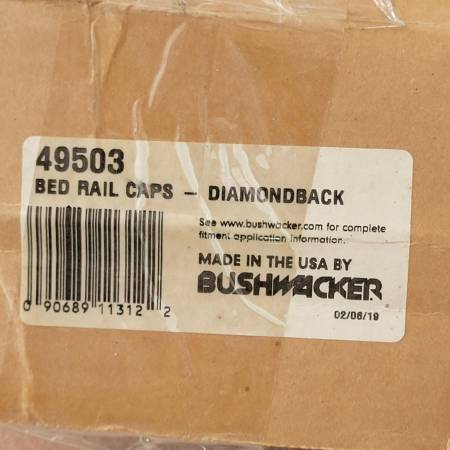 49503
BED RAIL CAPS – DIAMONDBACK
See www.bushwacker.com for complete
fitment application information.
MADE IN THE USA BY
BUSHWACKER
0 90689 11312 2
02/06/19